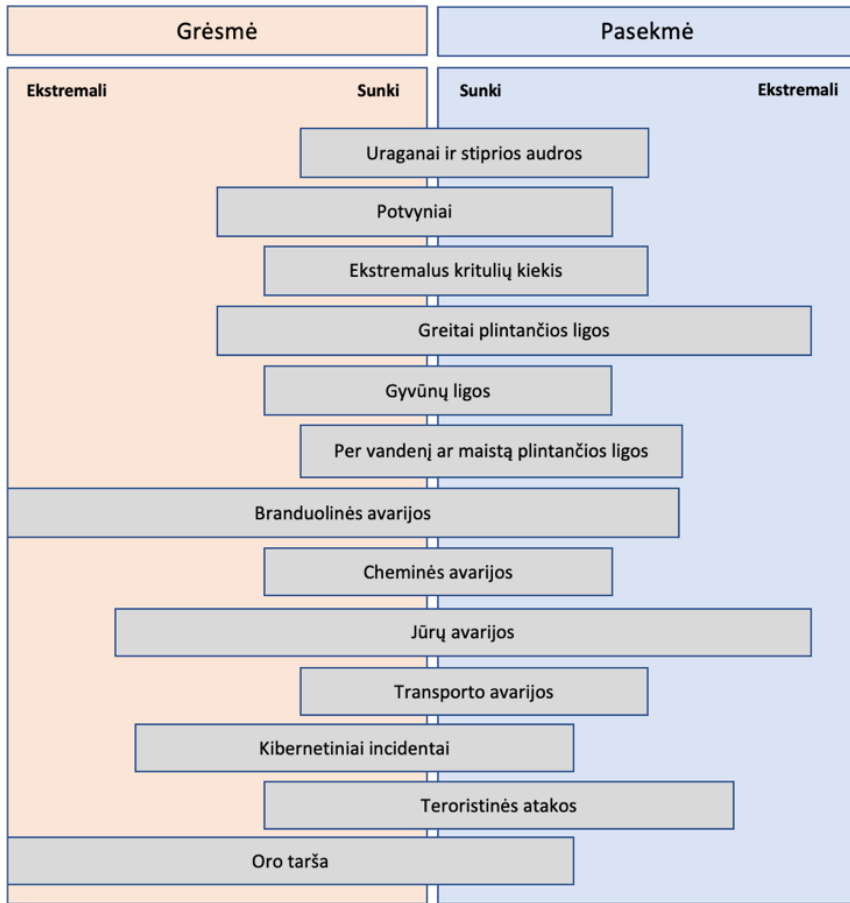 Grėsmė
Pasekmė
Ekstremali
Sunki
Sunki
Ekstremali
Uraganai ir stiprios audros
Potvyniai
Ekstremalus kritulių kiekis
Greitai plintančios ligos
Gyvūnų ligos
Per vandenį ar maistą plintančios ligos
Branduolinės avarijos
Cheminės avarijos
Jūrų avarijos
Transporto avarijos
Kibernetiniai incidentai
Teroristinės atakos
Oro tarša